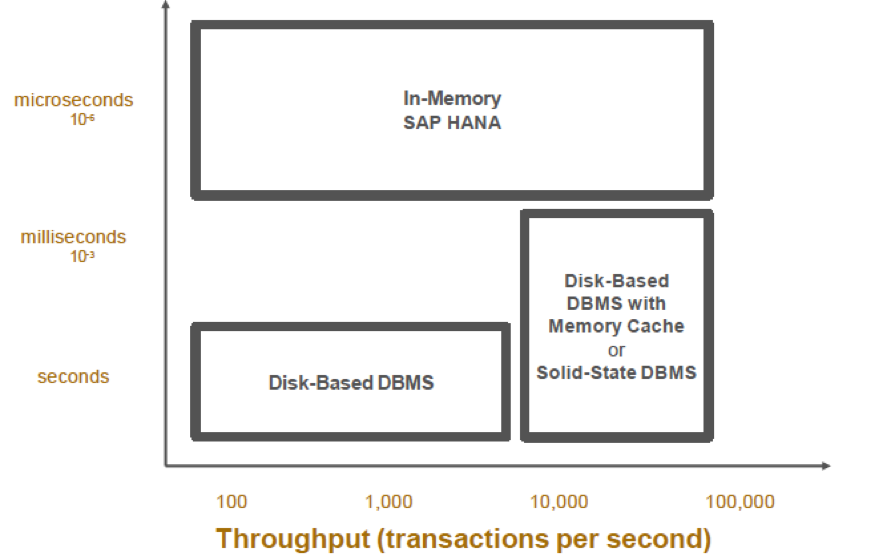 microseconds
10-6
In-Memory
SAP HANA
milliseconds
10-3
Disk-Based
DBMS with
Memory Cache
or
Solid-State DBMS
seconds
Disk-Based DBMS
100
1,000
10,000
100,000
Throughput (transactions per second)